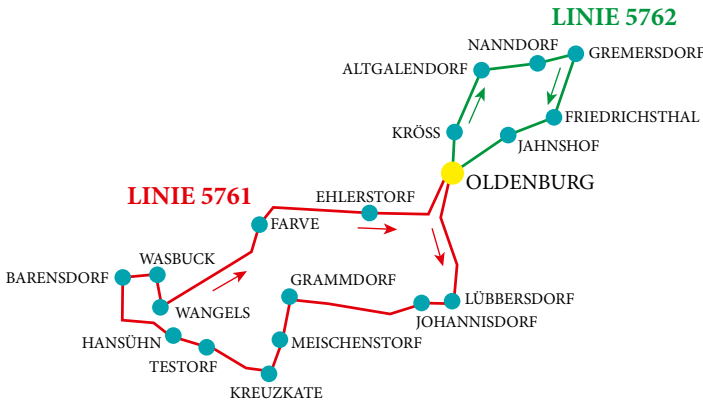 LINIE 5762
NANNDORF
GREMERSDORF
ALTGALENDORF
FRIEDRICHSTHAL
KRÖSS
JAHNSHOF
OLDENBURG
LINIE 5761
EHLERSTORF
FARVE
WASBUCK
BARENSDORF
GRAMMDORF
LÜBBERSDORF
WANGELS
JOHANNISDORF
HANSÜHN
MEISCHENSTORF
TESTORF
KREUZKATE